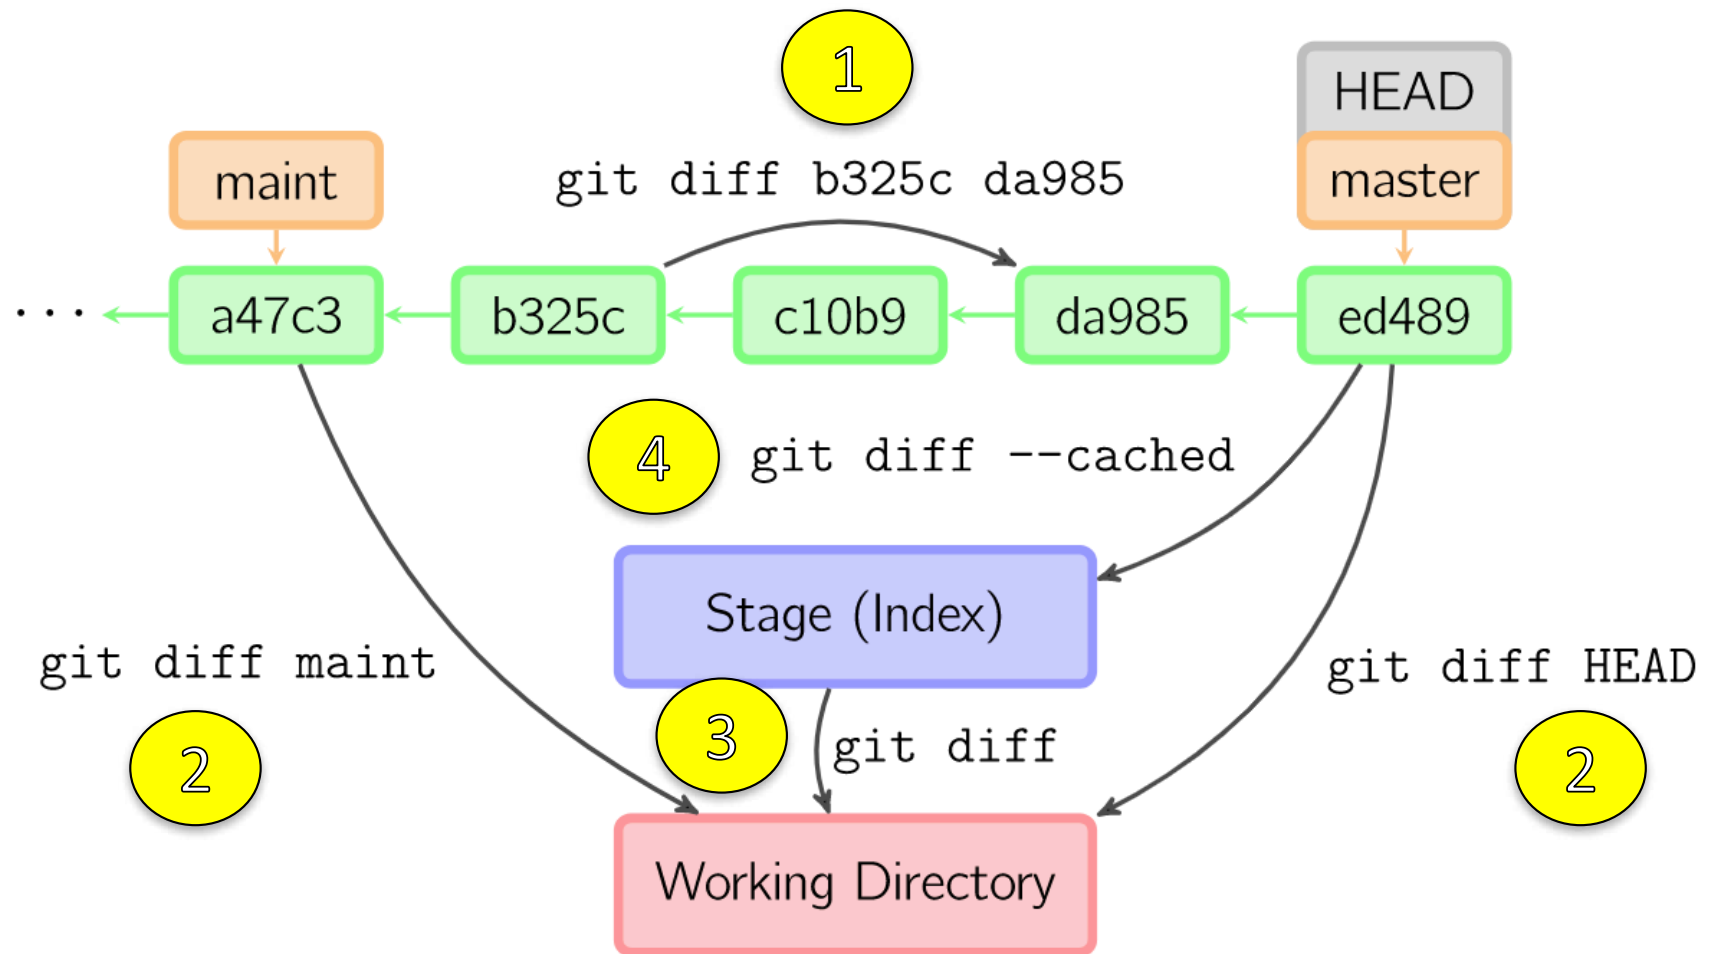 1
HEAD
maint
git diff b325c da985
master
··· a47c3 b325c c10b9 da985 ed489
4 git diff --cached
Stage (Index)
git diff maint
git diff HEAD
3 git diff
2
2
Working Directory